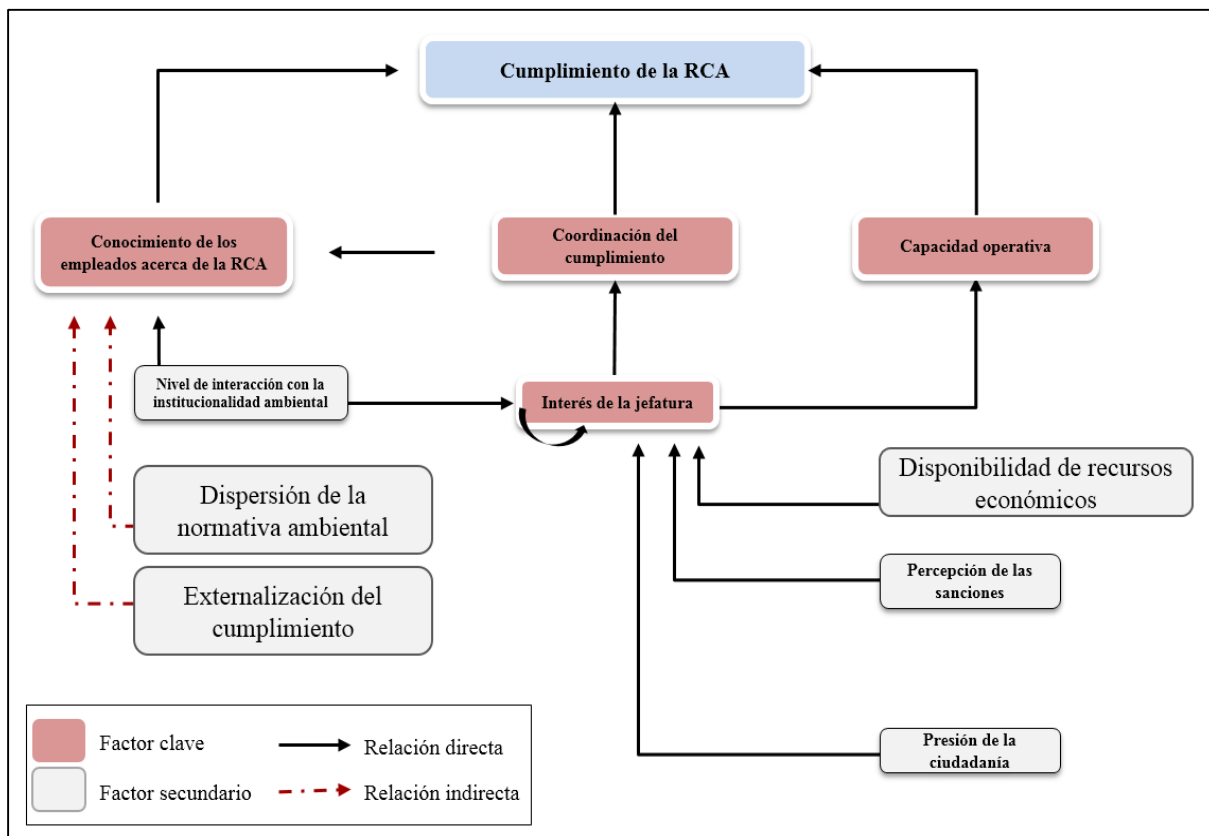 Cumplimiento de la RCA
Conocimiento de los
empleados acerca de la RCA
Coordinación del
cumplimiento
Capacidad operativa
Nivel de interacción con la
institucionalidad ambiental
Interés de la jefatura
Disponibilidad de recursos
económicos
Dispersión de la
normativa ambiental
Percepción de las
sanciones
Externalización del
cumplimiento
Presión de la
ciudadanía
Factor clave
Relación directa
Factor secundario
Relación indirecta